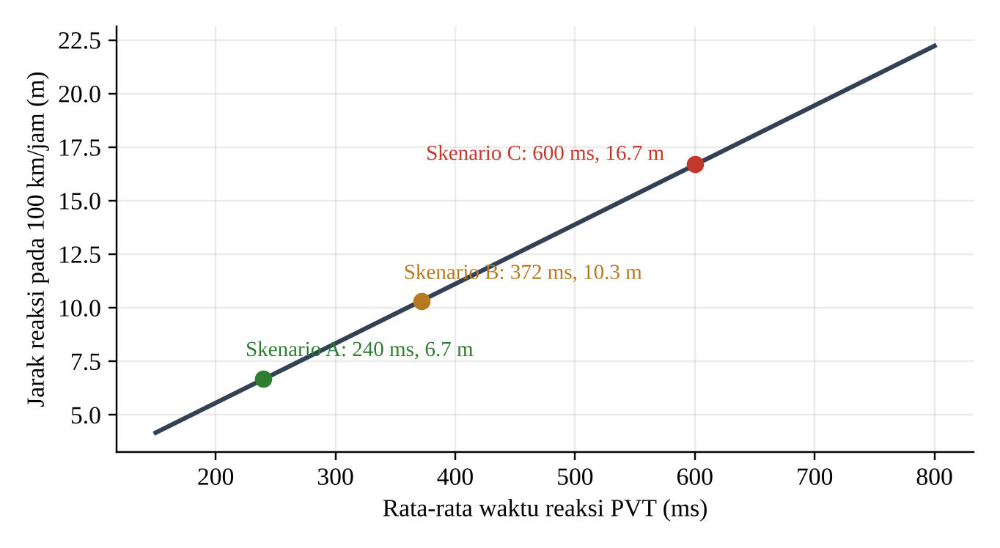 22.5
20.0
17.5
15.0
12.5
10.0
7.5
5.0
Jarak reaksi pada 100 km/jam (m)
Skenario C: 600 ms, 16.7 m
Skenario B: 372 ms, 10.3 m
Skenario A: 240 ms, 6.7 m
200 300 400 500 600 700 800
Rata-rata waktu reaksi PVT (ms)